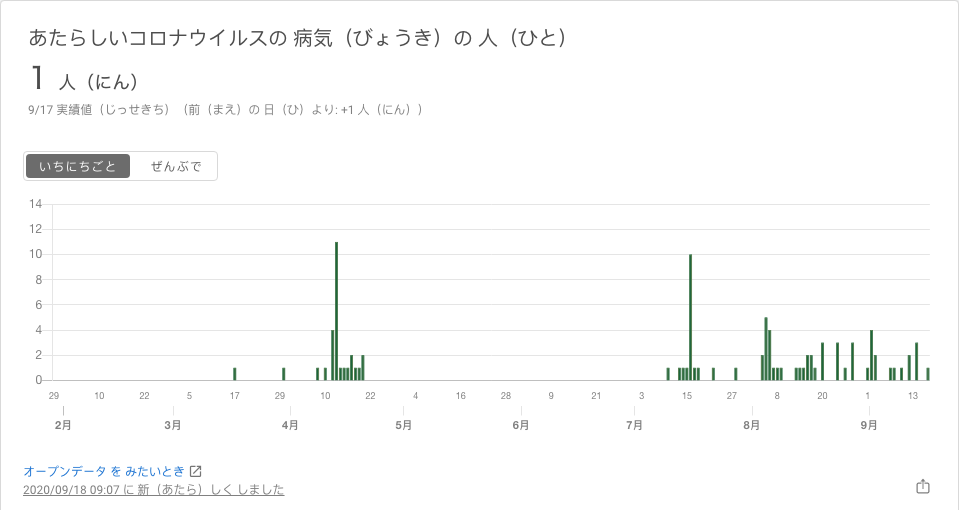 あたらしいコロナウイルスの 病気（びょうき）の 人（ひと）
1 人（にん）
9/17 実績値（じっせきち）（前（まえ）の 日（ひ）より: +1 人（にん））
いちにちごと ぜんぶで
14
12
10
8
6
4
2
0
29 10 22 5 17 29 10 22 4 16 28 9 21 3 15 27 8 20 1 13
2月 3月 4月 5月 6月 7月 8月 9月
オープンデータ を みたいとき
2020/09/18 09:07 に 新（あたら）しく しました